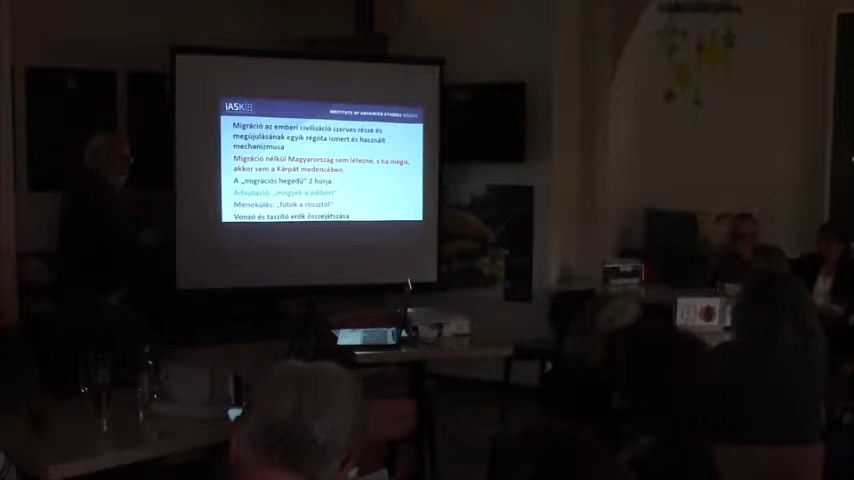 iASK
INSTITUTE OF ADVANCED STUDIES KŐSZEG
Migráció az emberi civilizáció szerves része és
megújulásának egyik régóta ismert és használt
mechanizmusa
Migráció nélkül Magyarország sem létezne, s ha mégis,
akkor sem a Kárpát medencében.
A „migrációs hegedű" 2 húrja:
Adaptáció: „megyek a jobbért"
Menekülés: „futok a rossztól"
Vonzó és taszító erők összejátszása